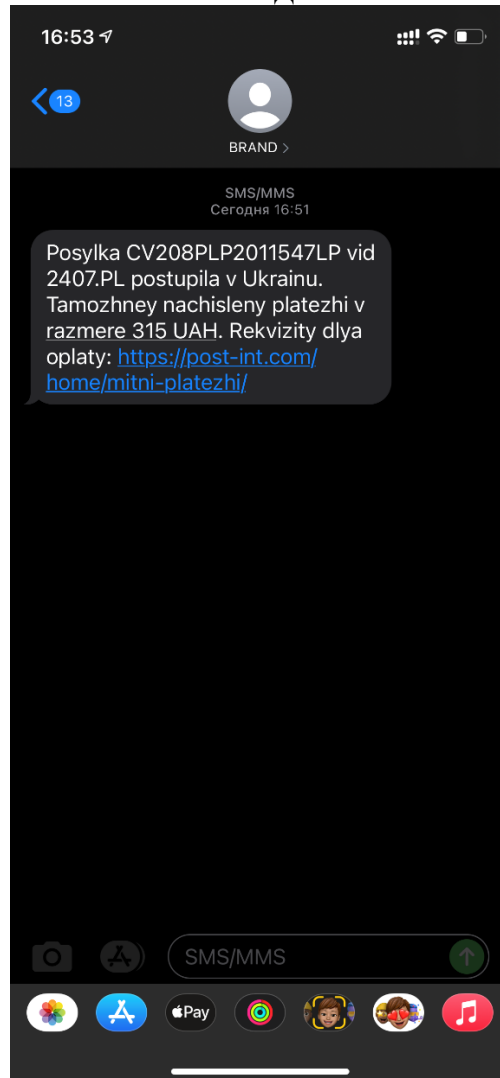 16:53
13
BRAND >
SMS/MMS
Сегодня 16:51
Posylka CV208PLP2011547LP vid
2407.PL postupila v Ukrainu.
Tamozhney nachisleny platezhi v
razmere 315 UAH. Rekvizity dlya
oplaty: https://post-int.com/
home/mitni-platezhi/
SMS/MMS
Pay